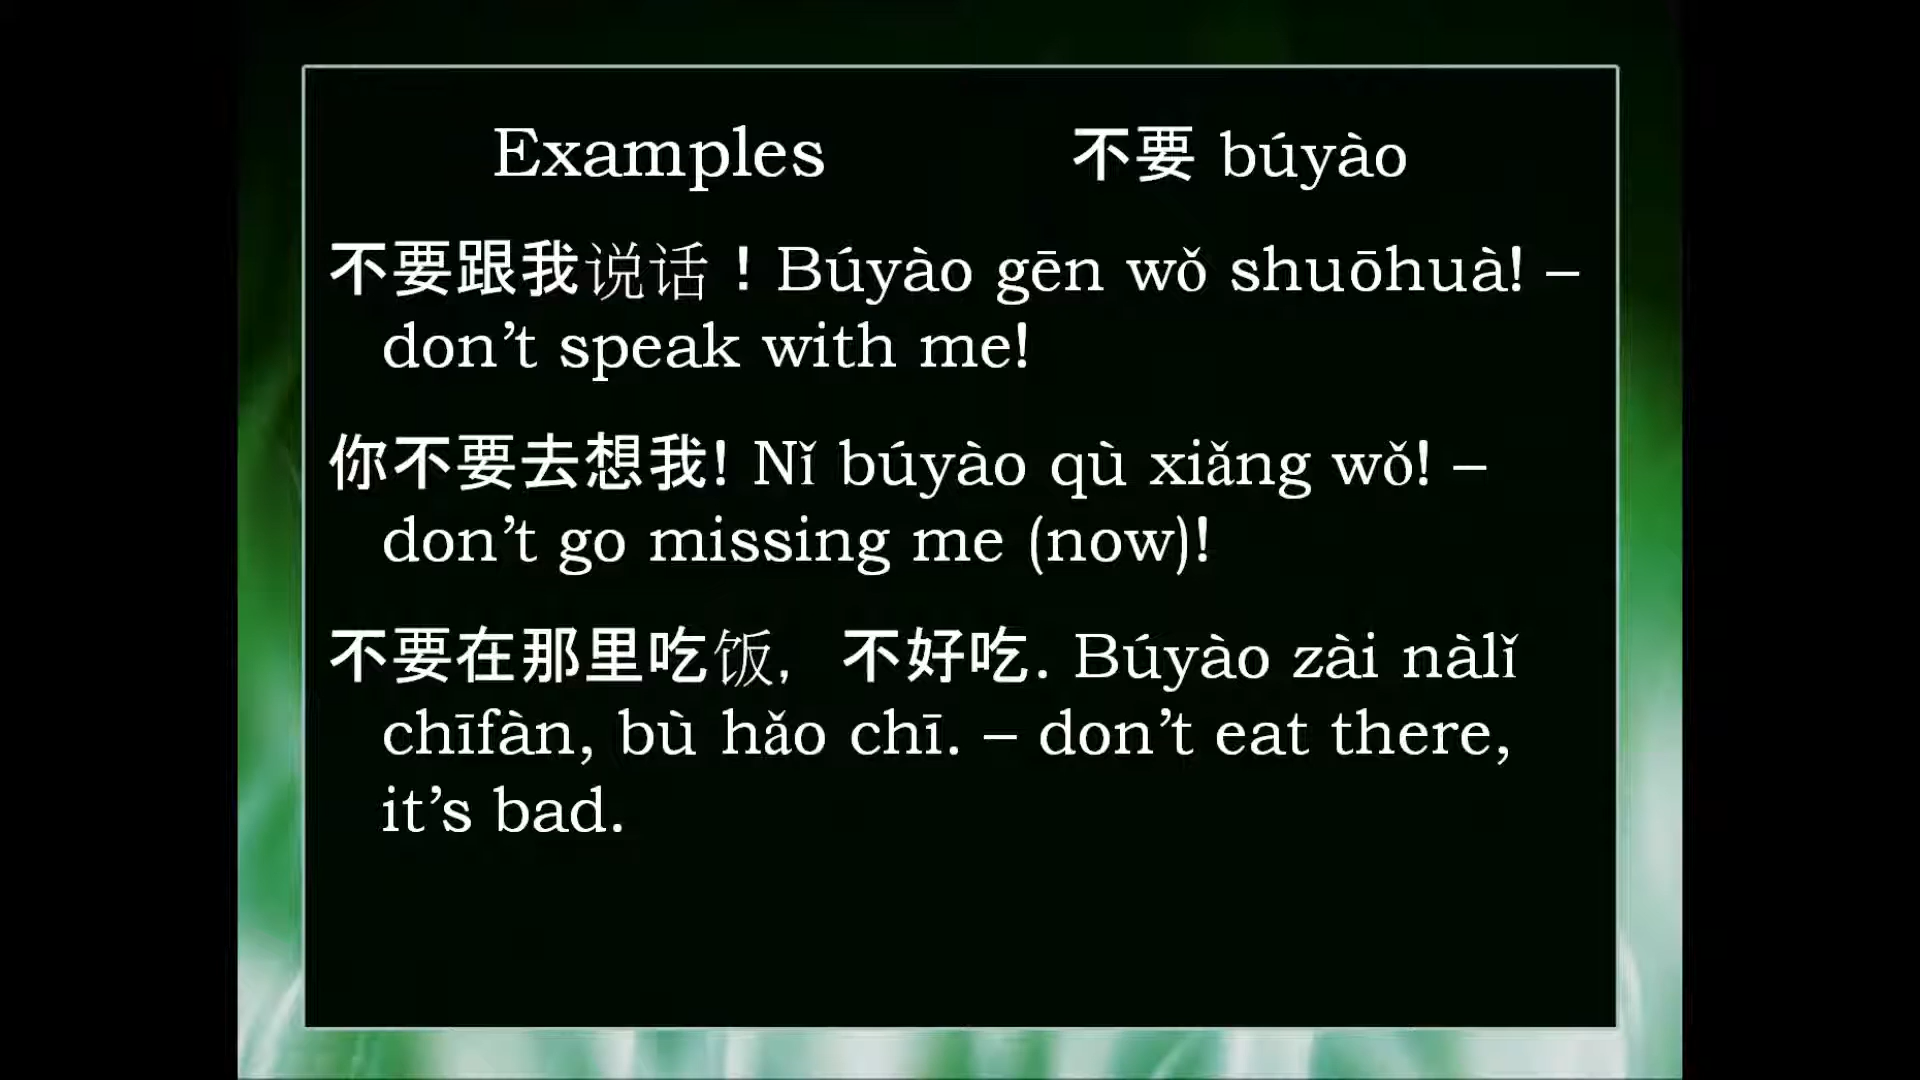 Examples 不要 búyào
不要跟我说话！Búyào gēn wǒ shuōhuà! –
don’t speak with me!
你不要去想我! Nǐ búyào qù xiǎng wǒ! –
don’t go missing me (now)!
不要在那里吃饭, 不好吃. Búyào zài nàlǐ
chīfàn, bù hǎo chī. – don’t eat there,
it’s bad.